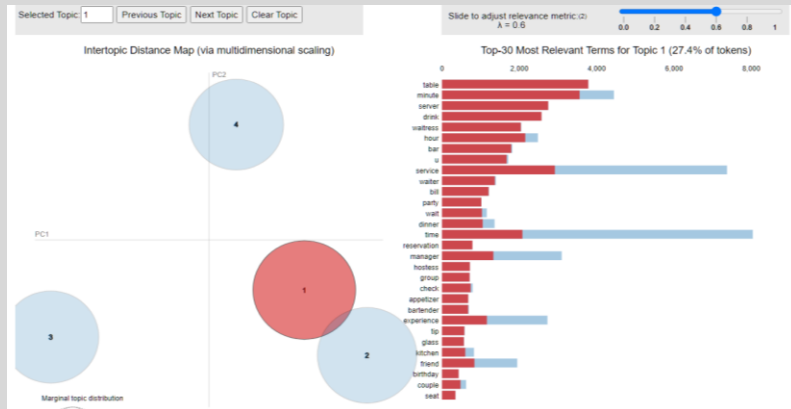 Selected Topic: 1 Previous Topic Next Topic Clear Topic
Slide to adjust relevance metric:(2)
λ = 0.6
0.0 0.2 0.4 0.6 0.8 1
Intertopic Distance Map (via multidimensional scaling)
PC2
PC1
4
1
3
2
Marginal topic distribution
Top-30 Most Relevant Terms for Topic 1 (27.4% of tokens)
0 2,000 4,000 6,000 8,000
table
minute
server
drink
waitress
hour
bar
u
service
waiter
bill
party
wait
dinner
time
reservation
manager
hostess
group
check
appetizer
bartender
experience
tip
glass
kitchen
friend
birthday
couple
seat